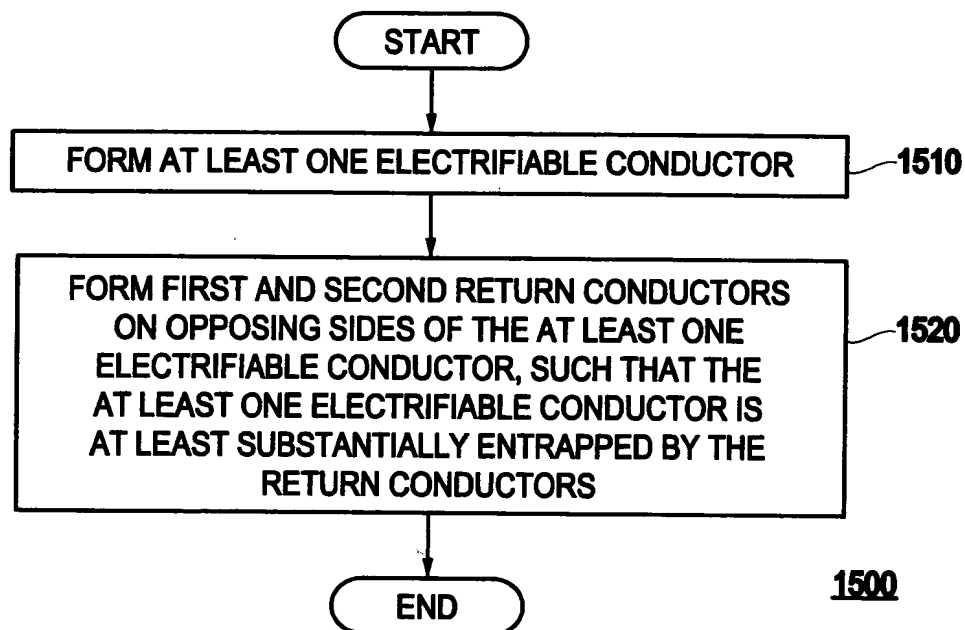 START
FORM AT LEAST ONE ELECTRIFIABLE CONDUCTOR
1510
FORM FIRST AND SECOND RETURN CONDUCTORS
ON OPPOSING SIDES OF THE AT LEAST ONE
ELECTRIFIABLE CONDUCTOR, SUCH THAT THE
AT LEAST ONE ELECTRIFIABLE CONDUCTOR IS
AT LEAST SUBSTANTIALLY ENTRAPPED BY THE
RETURN CONDUCTORS
1520
END
1500